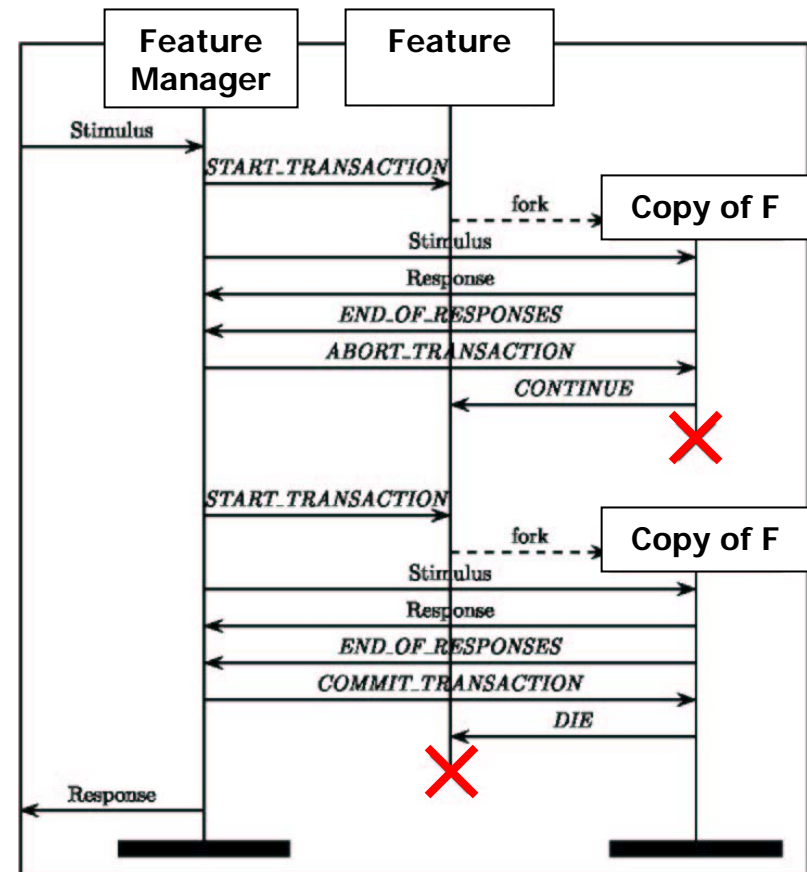 Feature
Manager
Feature
Stimulus
START_TRANSACTION
fork
Copy of F
Stimulus
Response
END_OF_RESPONSES
ABORT_TRANSACTION
CONTINUE
START_TRANSACTION
fork
Copy of F
Stimulus
Response
END_OF_RESPONSES
COMMIT_TRANSACTION
DIE
Response